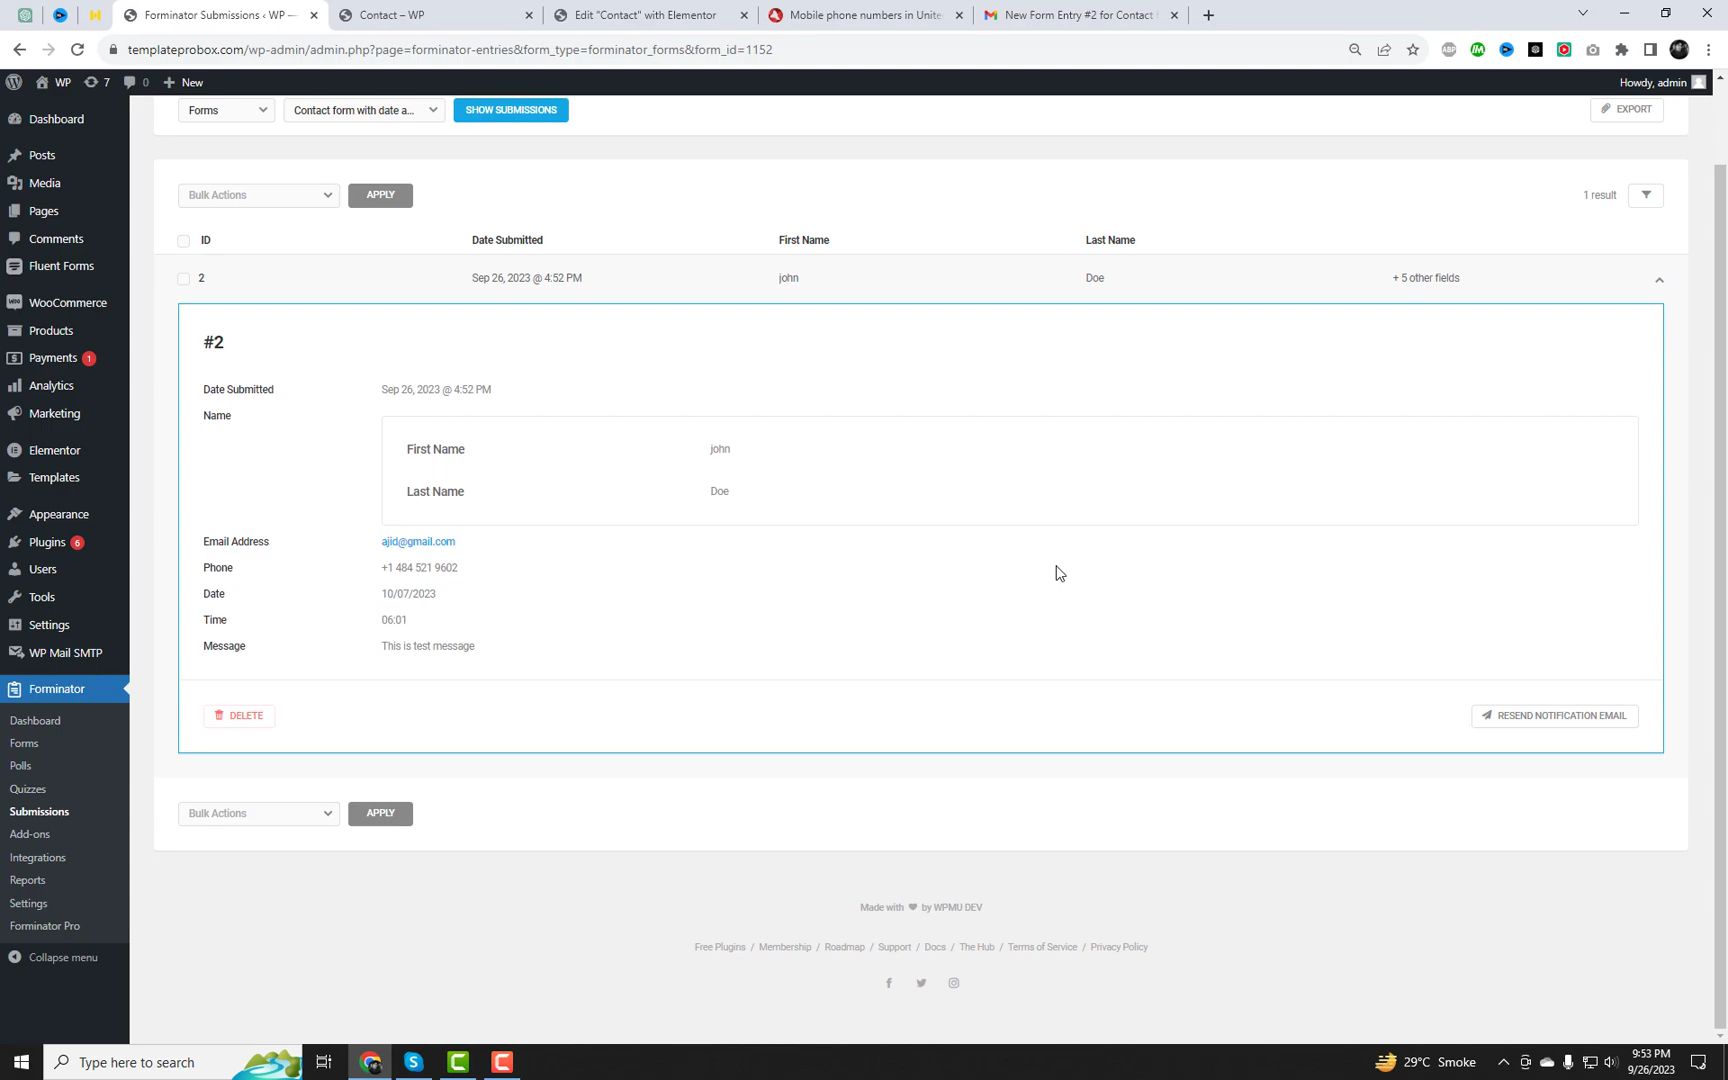 Forminator Submissions ‹ WP —
Contact – WP
Edit "Contact" with Elementor
Mobile phone numbers in Unite
New Form Entry #2 for Contact f
templateprobox.com/wp-admin/admin.php?page=forminator-entries&form_type=forminator_forms&form_id=1152
WP
7
0
New
Howdy, admin
Dashboard
Posts
Media
Pages
Comments
Fluent Forms
WooCommerce
Products
Payments 1
Analytics
Marketing
Elementor
Templates
Appearance
Plugins 6
Users
Tools
Settings
WP Mail SMTP
Forminator
Dashboard
Forms
Polls
Quizzes
Submissions
Add-ons
Integrations
Reports
Settings
Forminator Pro
Collapse menu
Forms
Contact form with date a...
SHOW SUBMISSIONS
EXPORT
Bulk Actions
APPLY
1 result
ID
Date Submitted
First Name
Last Name
2
Sep 26, 2023 @ 4:52 PM
john
Doe
+ 5 other fields
#2
Date Submitted
Sep 26, 2023 @ 4:52 PM
Name
First Name
john
Last Name
Doe
Email Address
ajid@gmail.com
Phone
+1 484 521 9602
Date
10/07/2023
Time
06:01
Message
This is test message
DELETE
RESEND NOTIFICATION EMAIL
Bulk Actions
APPLY
Made with ♥ by WPMU DEV
Free Plugins / Membership / Roadmap / Support / Docs / The Hub / Terms of Service / Privacy Policy
Type here to search
29°C Smoke
9:53 PM
9/26/2023